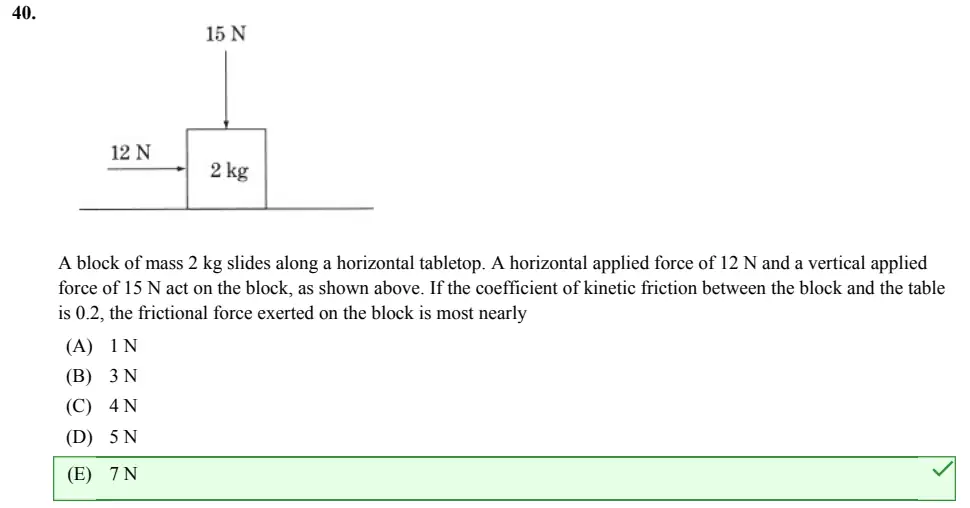 40.
15 N
12 N
2 kg
A block of mass 2 kg slides along a horizontal tabletop. A horizontal applied force of 12 N and a vertical applied
force of 15 N act on the block, as shown above. If the coefficient of kinetic friction between the block and the table
is 0.2, the frictional force exerted on the block is most nearly
(A) 1 N
(B) 3 N
(C) 4 N
(D) 5 N
(E) 7 N